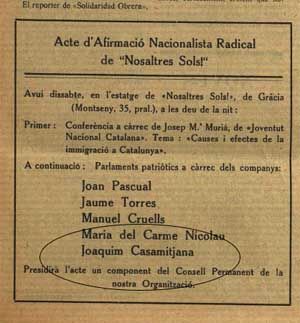 El reporter de «Solidaridad Obrera».
Acte d'Afirmació Nacionalista Radical
de "Nosaltres Sols!"
Avui dissabte, en l'estatge de «Nosaltres Sols!», de Gràcia
(Montseny, 35, pral.), a les deu de la nit:
Primer: Conferència a càrrec de Josep M.ª Murià, de «Joventut
Nacional Catalana». Tema: «Causes i efectes de la
immigració a Catalunya».
A continuació: Parlaments patriòtics a càrrec dels companys:
Joan Pascual
Jaume Torres
Manuel Cruells
Maria del Carme Nicolau
Joaquim Casamitjana
Presidirà l'acte un component del Consell Permanent de la
nostra Organització.